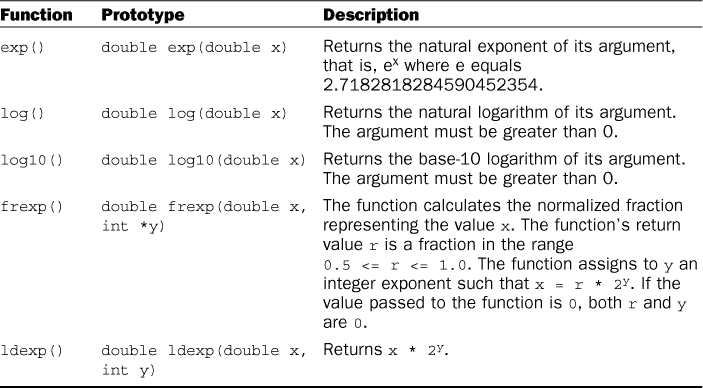 Function Prototype Description
exp() double exp(double x) Returns the natural exponent of its argument,
that is, eˣ where e equals
2.7182818284590452354.
log() double log(double x) Returns the natural logarithm of its argument.
The argument must be greater than 0.
log10() double log10(double x) Returns the base-10 logarithm of its argument.
The argument must be greater than 0.
frexp() double frexp(double x, The function calculates the normalized fraction
int *y) representing the value x. The function's return
value r is a fraction in the range
0.5 <= r <= 1.0. The function assigns to y an
integer exponent such that x = r * 2ʸ. If the
value passed to the function is 0, both r and y
are 0.
ldexp() double ldexp(double x, Returns x * 2ʸ.
int y)